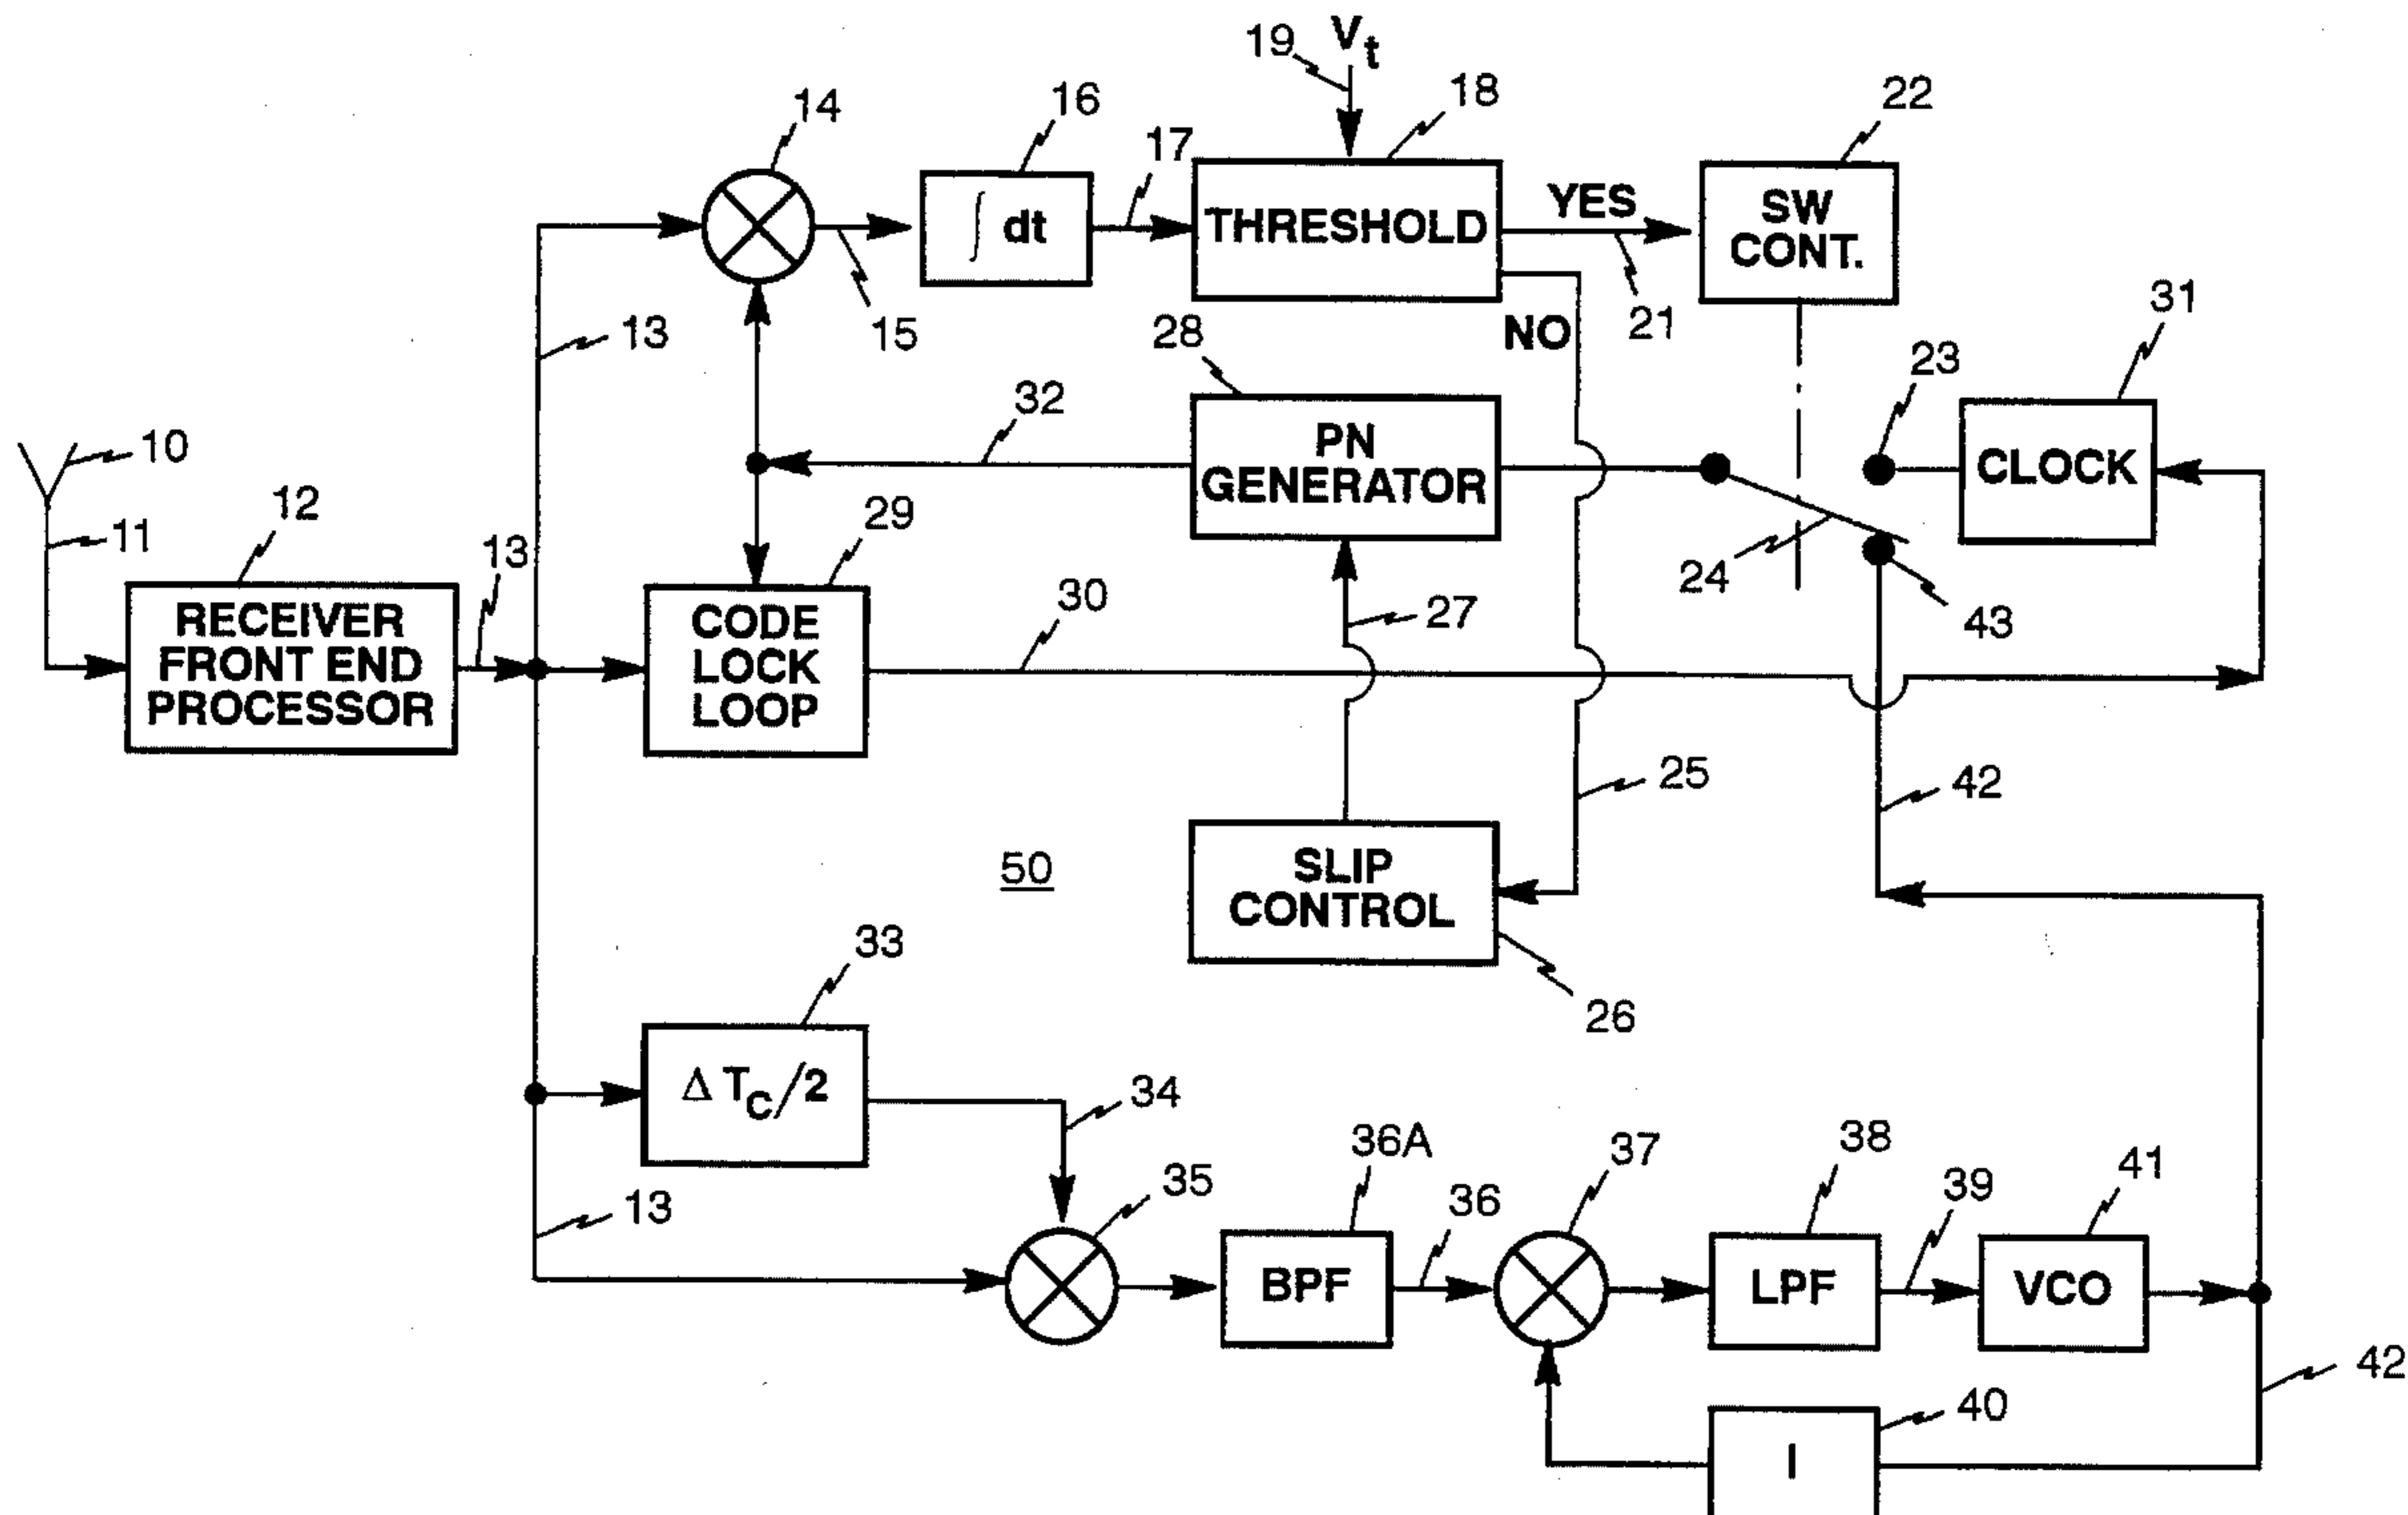 19
V_t
14
16
17
18
22
∫ dt
THRESHOLD
YES
SW
CONT.
15
21
NO
13
28
31
23
32
10
PN
GENERATOR
CLOCK
11
12
13
29
24
43
RECEIVER
FRONT END
PROCESSOR
CODE
LOCK
LOOP
30
27
25
42
50
SLIP
CONTROL
33
26
Δ T_C/2
34
13
35
36A
36
37
38
39
41
BPF
LPF
VCO
42
40
I